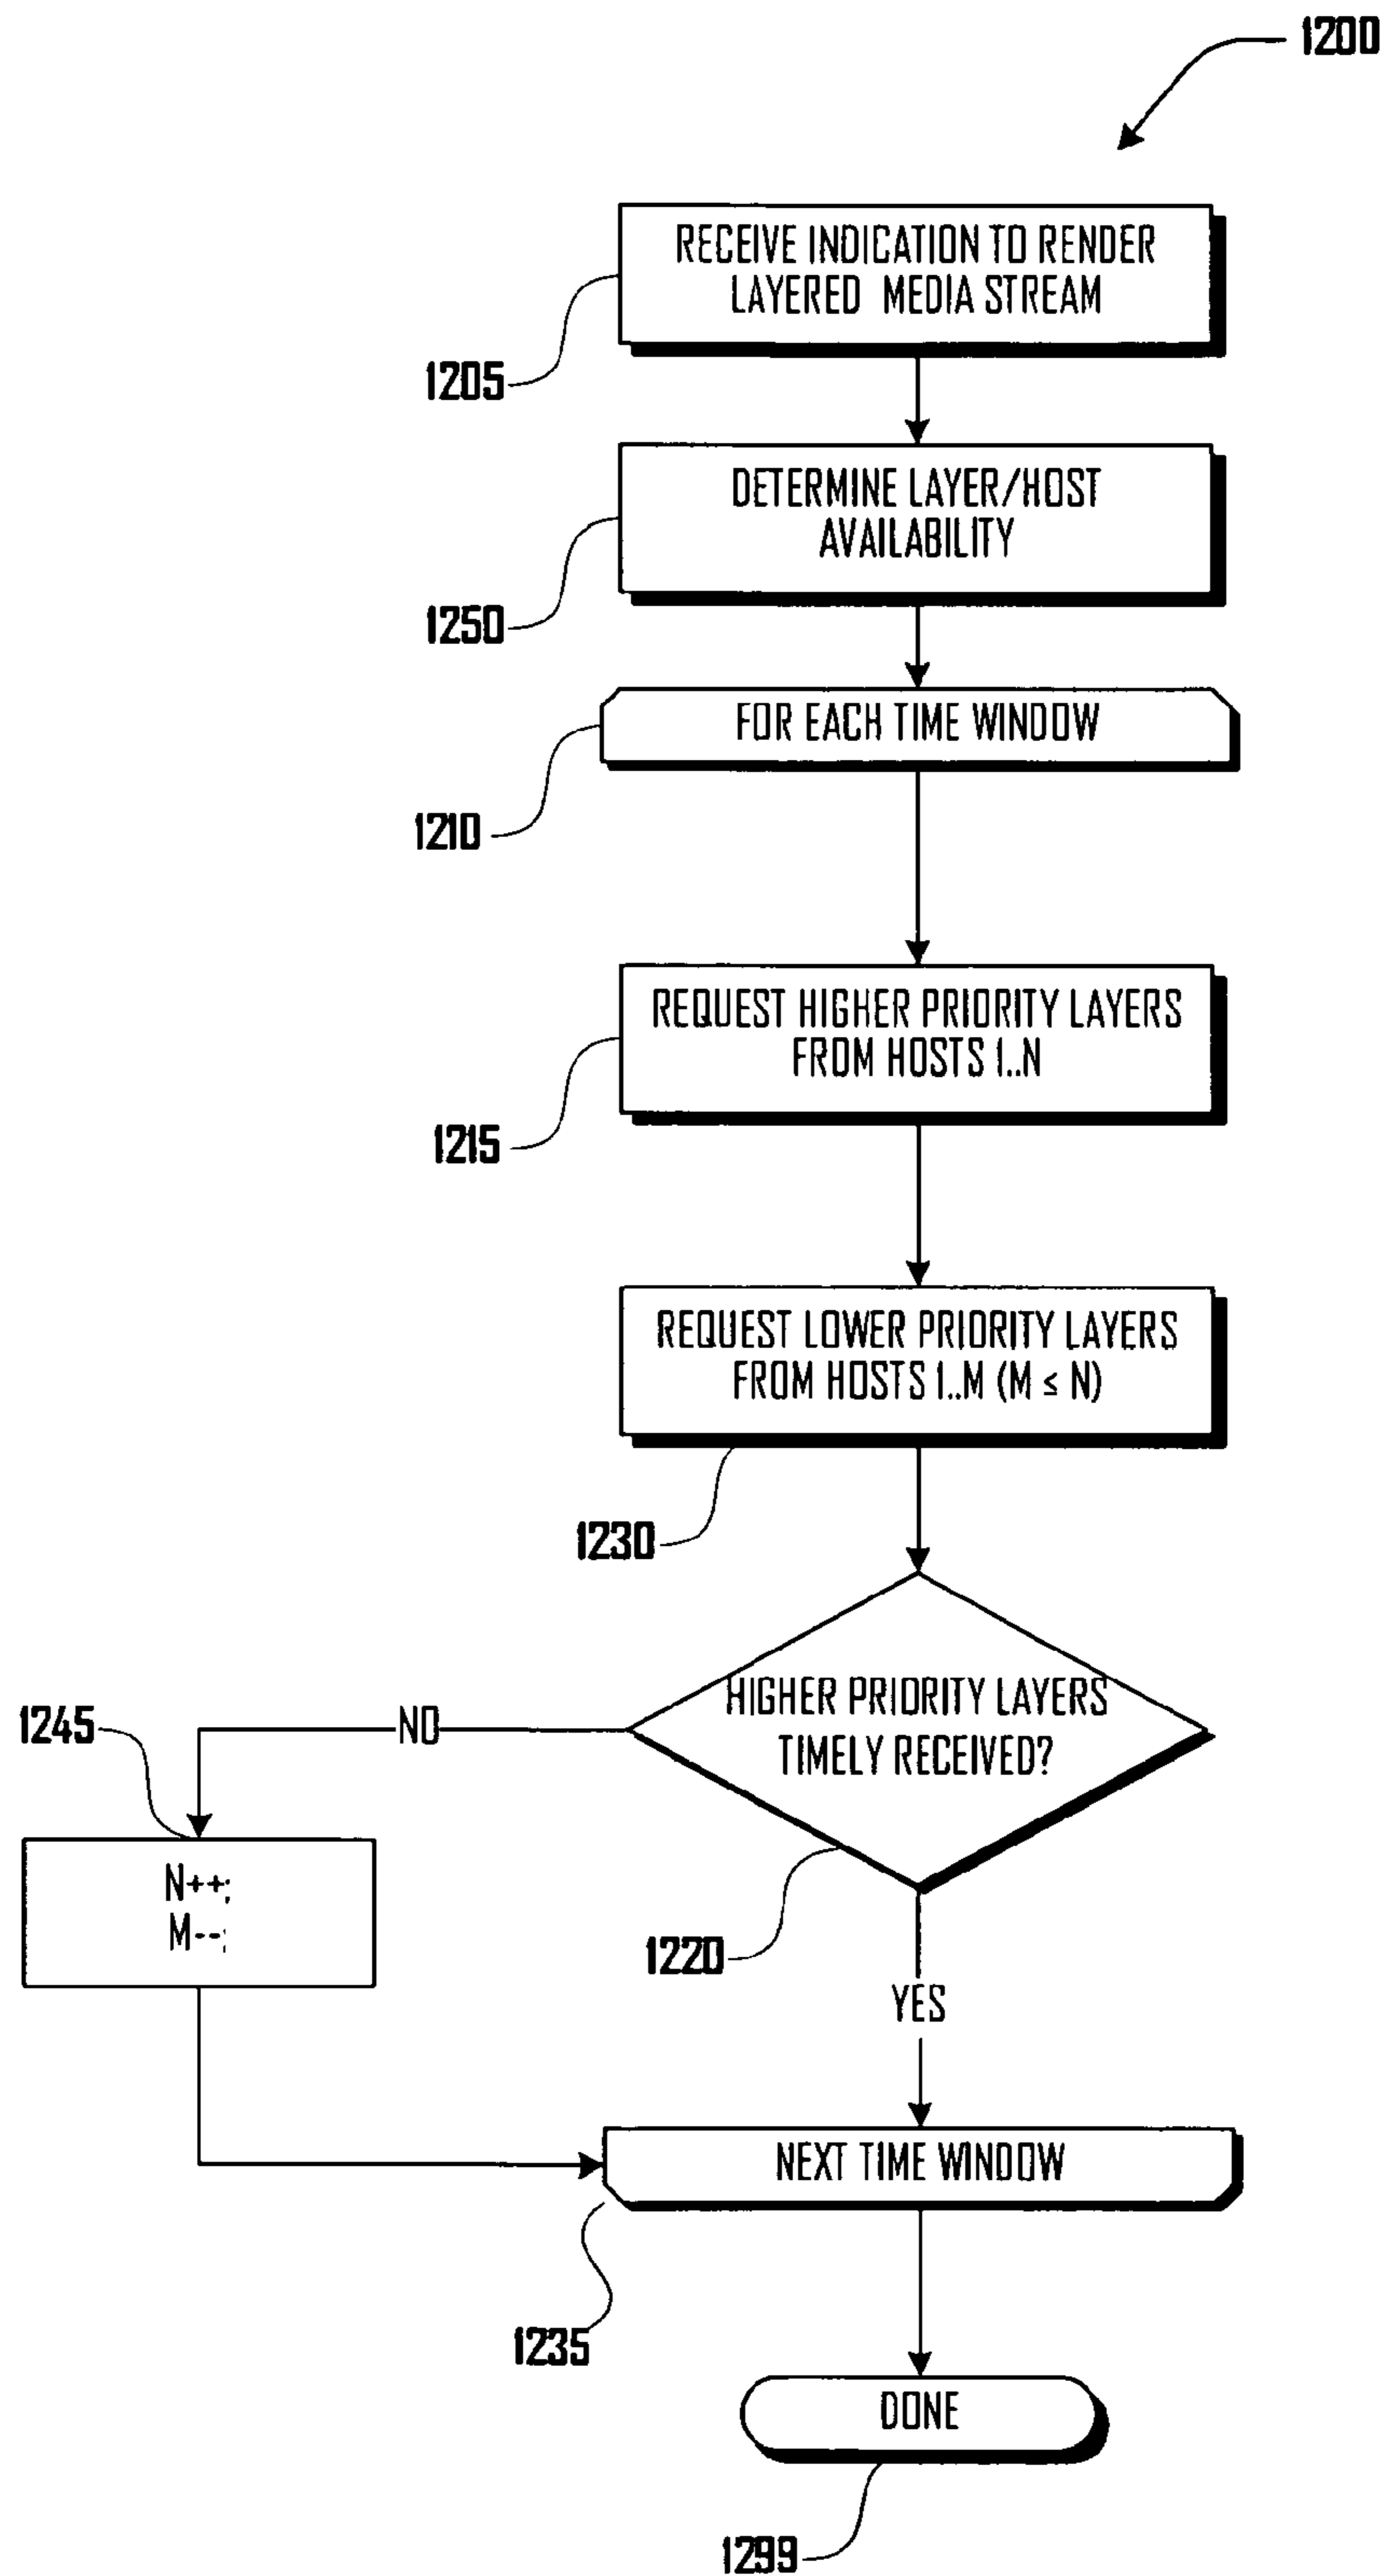 1200
RECEIVE INDICATION TO RENDER
LAYERED MEDIA STREAM
1205
DETERMINE LAYER/HOST
AVAILABILITY
1250
FOR EACH TIME WINDOW
1210
REQUEST HIGHER PRIORITY LAYERS
FROM HOSTS 1..N
1215
REQUEST LOWER PRIORITY LAYERS
FROM HOSTS 1..M (M ≤ N)
1230
HIGHER PRIORITY LAYERS
TIMELY RECEIVED?
NO
1245
N++;
M--;
1220
YES
NEXT TIME WINDOW
1235
DONE
1299